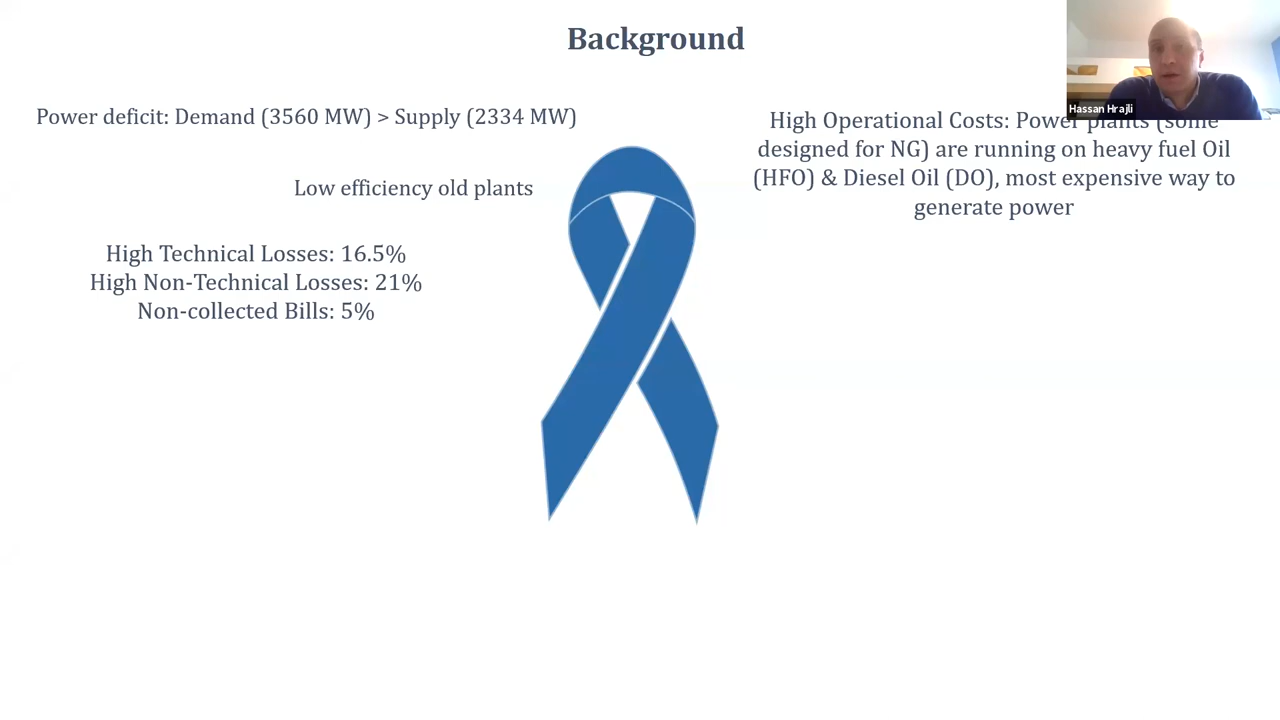 Background
Power deficit: Demand (3560 MW) > Supply (2334 MW)
Low efficiency old plants
High Technical Losses: 16.5%
High Non-Technical Losses: 21%
Non-collected Bills: 5%
High Operational Costs: Power plants (some
designed for NG) are running on heavy fuel Oil
(HFO) & Diesel Oil (DO), most expensive way to
generate power
Hassan Hrajli